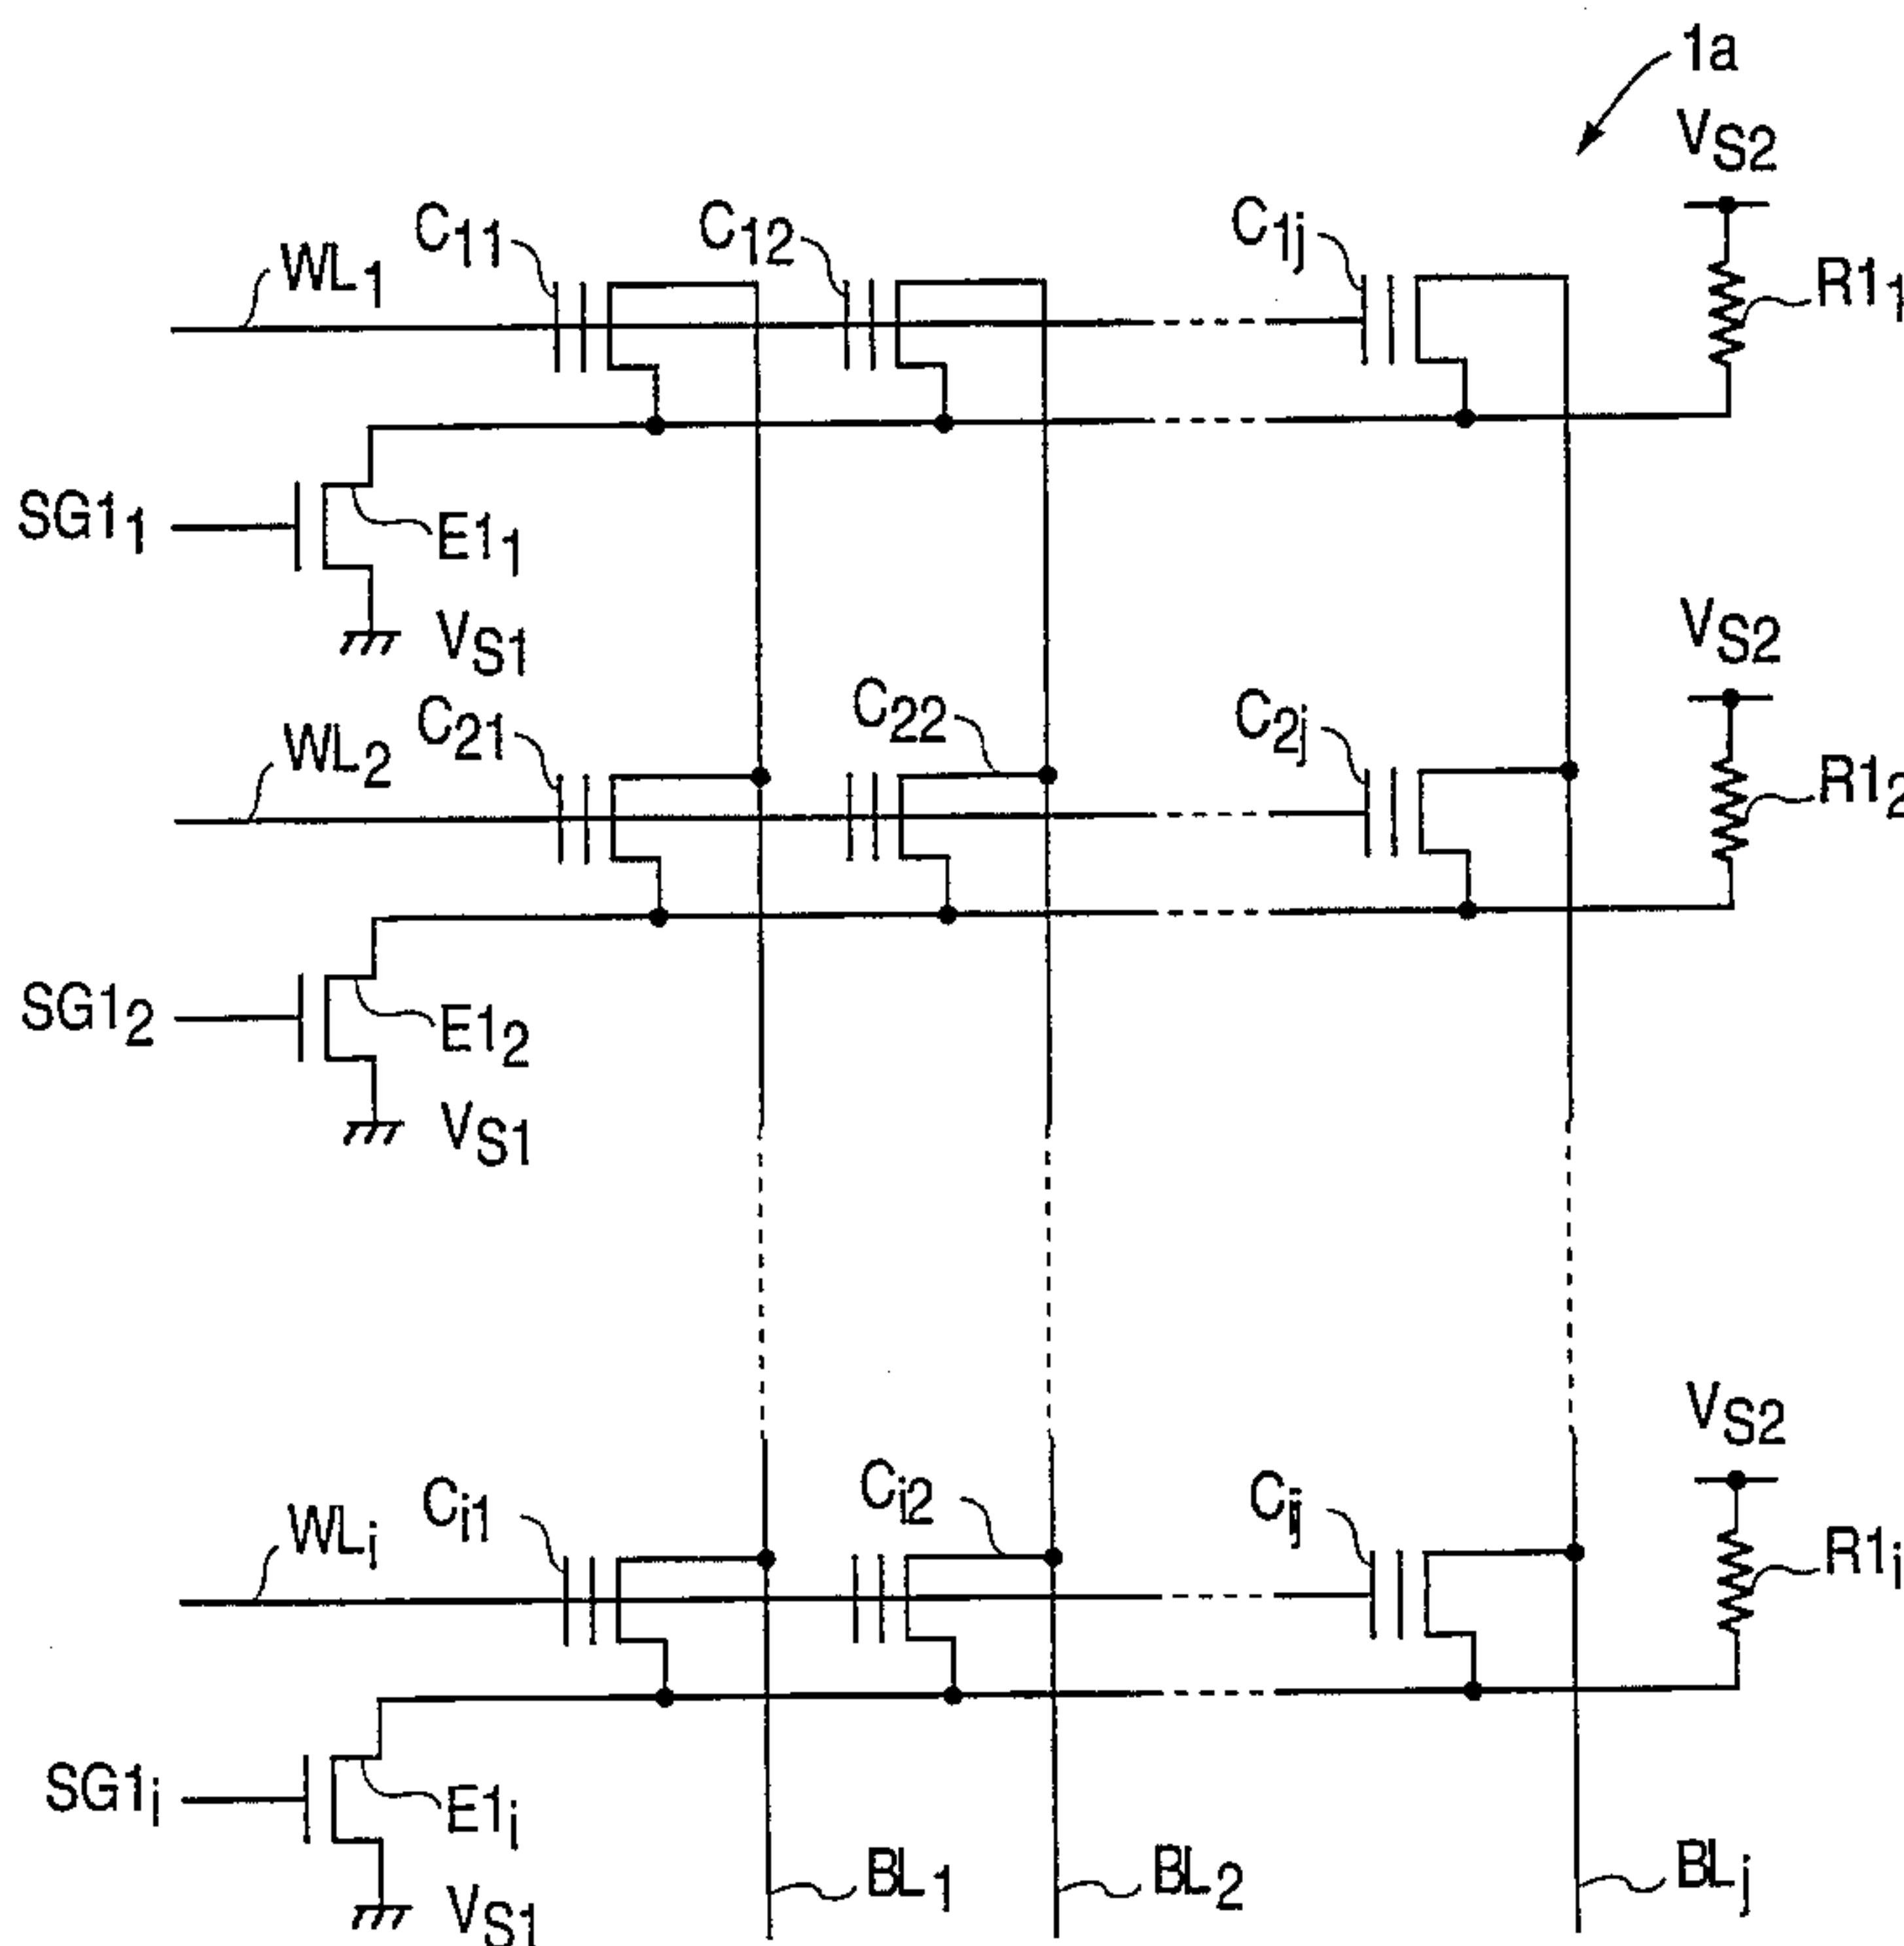 1a
VS2
C11
C12
C1j
WL1
R11
SG11
E11
VS1
VS2
C21
C22
C2j
WL2
R12
SG12
E12
VS1
VS2
Ci1
Ci2
Cij
WLi
R1i
SG1i
E1i
VS1
BL1
BL2
BLj